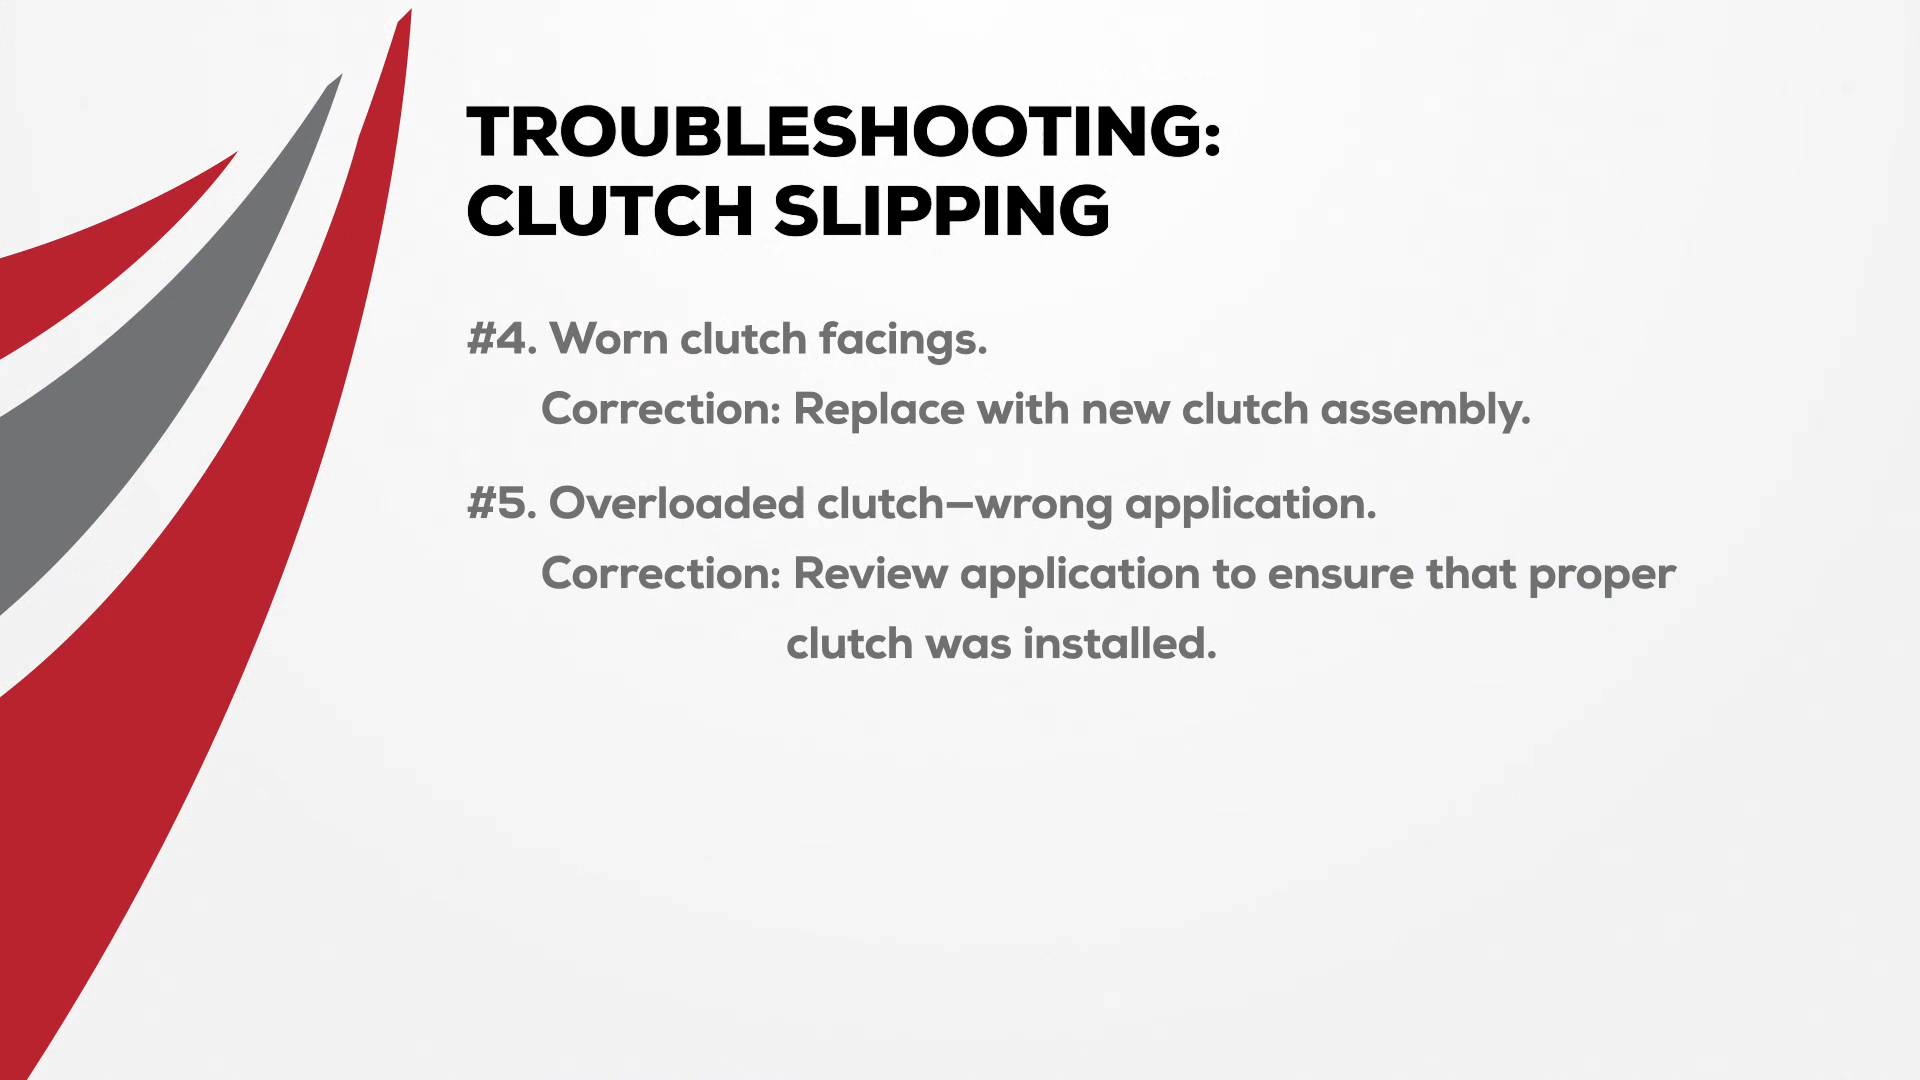 TROUBLESHOOTING:
CLUTCH SLIPPING
#4. Worn clutch facings.
Correction: Replace with new clutch assembly.
#5. Overloaded clutch—wrong application.
Correction: Review application to ensure that proper
clutch was installed.